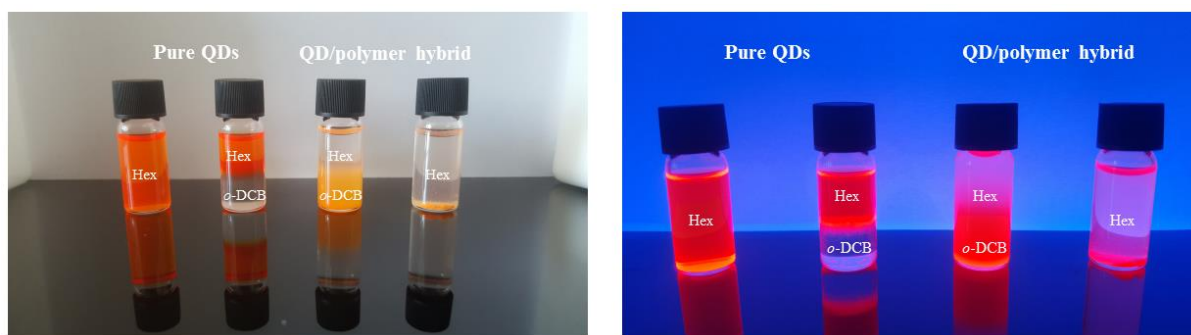 Pure QDs
QD/polymer hybrid
Hex
Hex
o-DCB
Hex
o-DCB
Hex
Pure QDs
QD/polymer hybrid
Hex
Hex
o-DCB
Hex
o-DCB
Hex